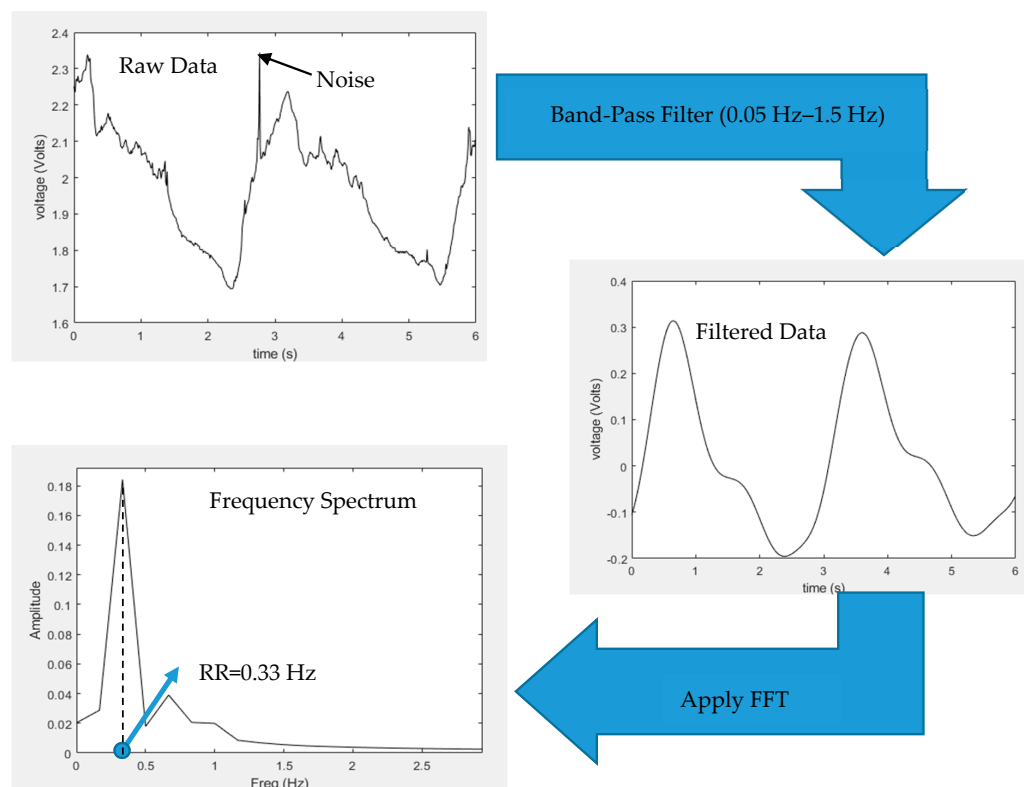 2.4
2.3
2.2
2.1
2
1.9
1.8
1.7
1.6
voltage (Volts)
Raw Data
Noise
0 1 2 3 4 5 6
time (s)
Band-Pass Filter (0.05 Hz–1.5 Hz)
0.4
0.3
0.2
0.1
0
-0.1
-0.2
voltage (Volts)
Filtered Data
0 1 2 3 4 5 6
time (s)
Apply FFT
0.18
0.16
0.14
0.12
0.1
0.08
0.06
0.04
0.02
0
Amplitude
Frequency Spectrum
RR=0.33 Hz
0 0.5 1 1.5 2 2.5
Freq (Hz)